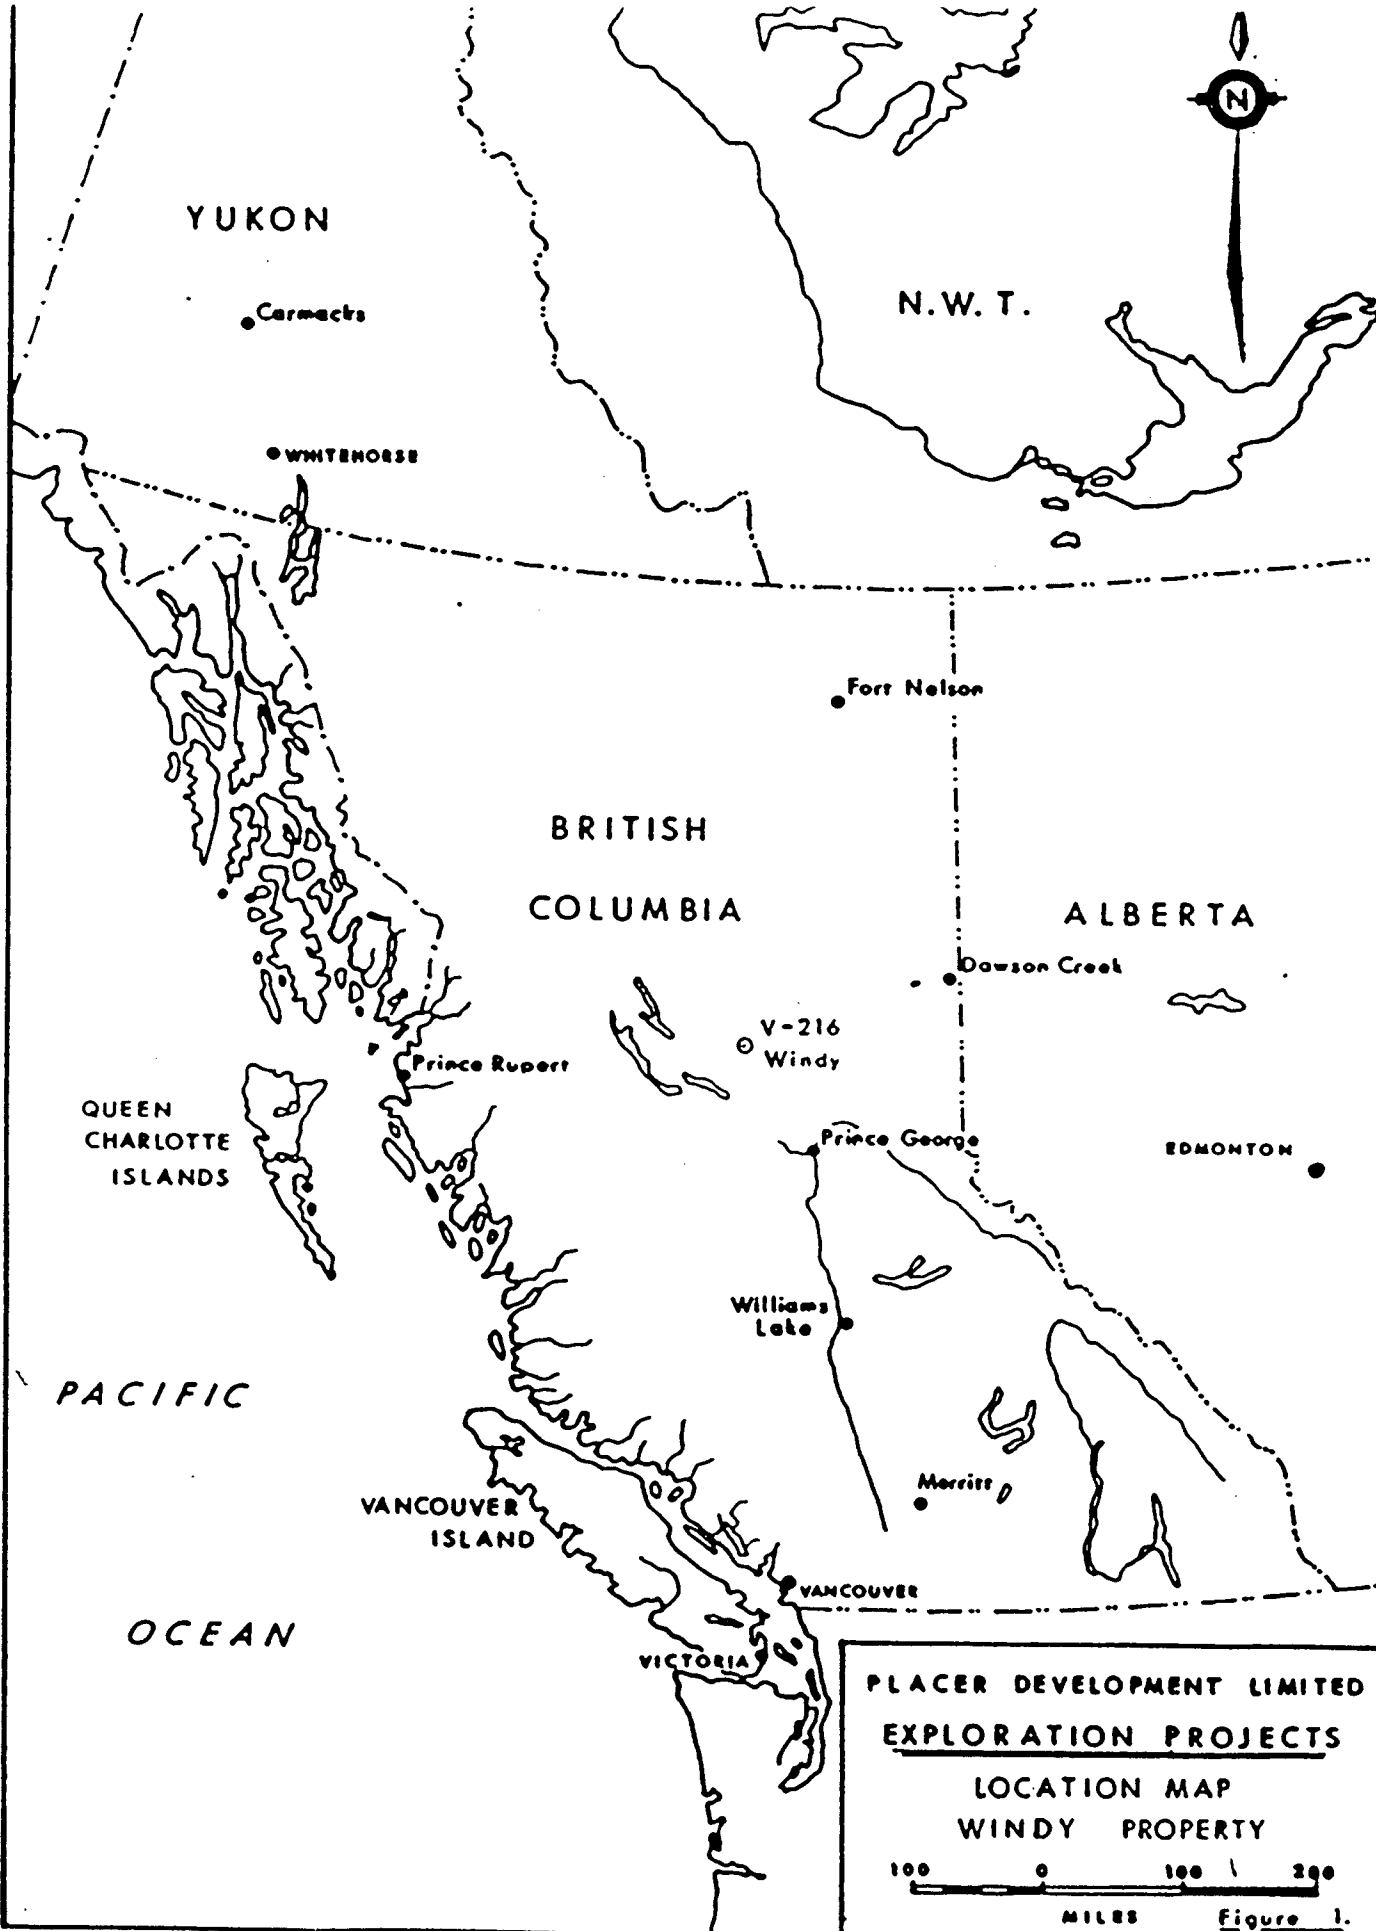 N
YUKON
N.W.T.
Carmacks
WHITEHORSE
Fort Nelson
BRITISH
COLUMBIA
ALBERTA
Dawson Creek
V-216
Windy
Prince Rupert
QUEEN
CHARLOTTE
ISLANDS
Prince George
EDMONTON
Williams
Lake
PACIFIC
Merritt
VANCOUVER
ISLAND
VANCOUVER
OCEAN
VICTORIA
PLACER DEVELOPMENT LIMITED
EXPLORATION PROJECTS
LOCATION MAP
WINDY PROPERTY
100 0 100 200
MILES
Figure 1.